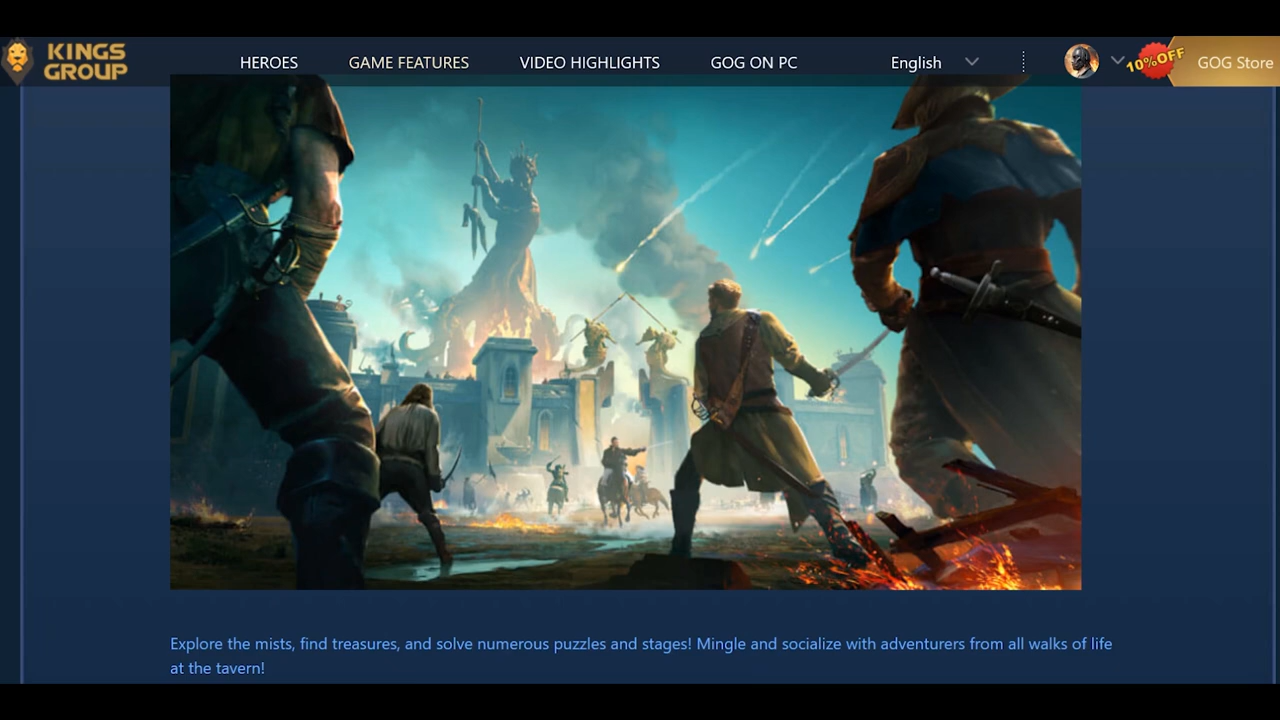 KINGS
GROUP
HEROES
GAME FEATURES
VIDEO HIGHLIGHTS
GOG ON PC
English
10%OFF
GOG Store
Explore the mists, find treasures, and solve numerous puzzles and stages! Mingle and socialize with adventurers from all walks of life
at the tavern!